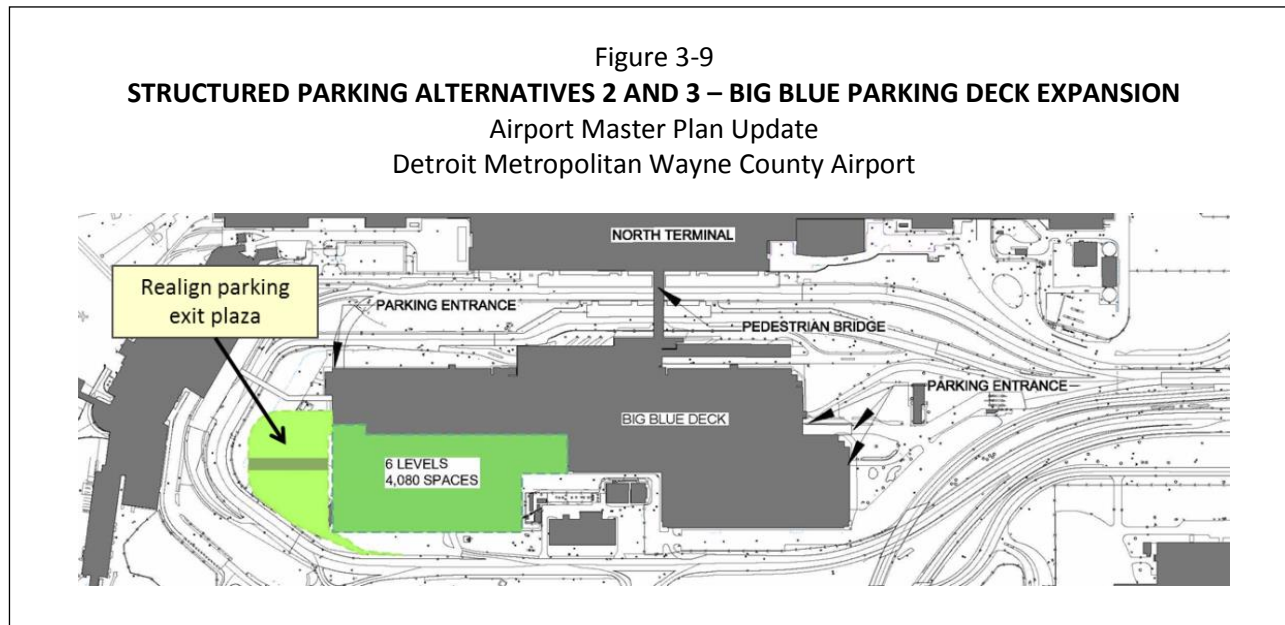 Figure 3-9
STRUCTURED PARKING ALTERNATIVES 2 AND 3 – BIG BLUE PARKING DECK EXPANSION
Airport Master Plan Update
Detroit Metropolitan Wayne County Airport
NORTH TERMINAL
Realign parking
exit plaza
PARKING ENTRANCE
PEDESTRIAN BRIDGE
PARKING ENTRANCE
BIG BLUE DECK
6 LEVELS
4,080 SPACES